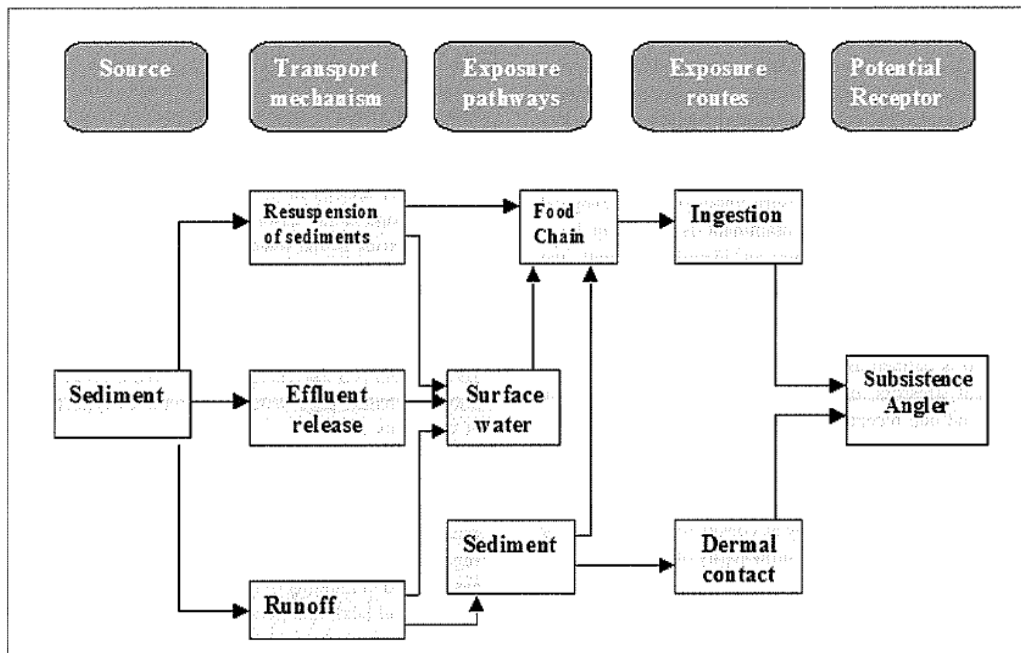 Source
Transport
mechanism
Exposure
pathways
Exposure
routes
Potential
Receptor
Resuspension
of sediments
Food
Chain
Ingestion
Sediment
Effluent
release
Surface
water
Subsistence
Angler
Sediment
Dermal
contact
Runoff